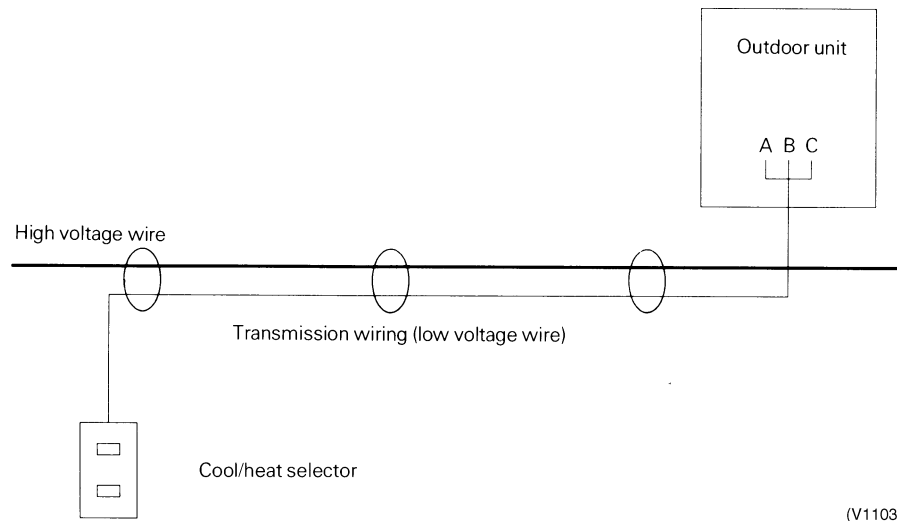 Outdoor unit
A B C
High voltage wire
Transmission wiring (low voltage wire)
Cool/heat selector
(V1103